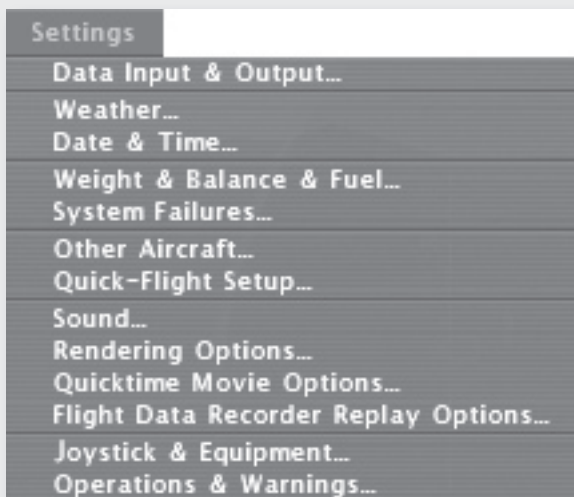 Settings
Data Input & Output...
Weather...
Date & Time...
Weight & Balance & Fuel...
System Failures...
Other Aircraft...
Quick-Flight Setup...
Sound...
Rendering Options...
Quicktime Movie Options...
Flight Data Recorder Replay Options...
Joystick & Equipment...
Operations & Warnings...